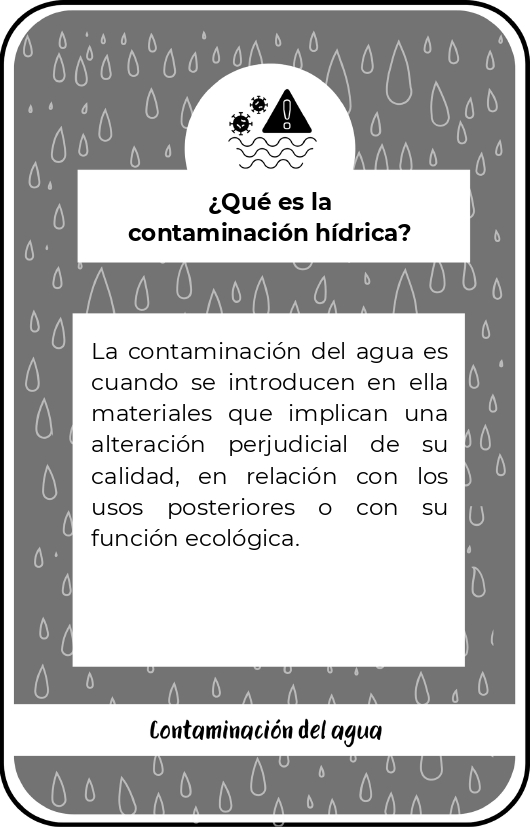 ¿Qué es la
contaminación hídrica?
La contaminación del agua es
cuando se introducen en ella
materiales que implican una
alteración perjudicial de su
calidad, en relación con los
usos posteriores o con su
función ecológica.
Contaminación del agua